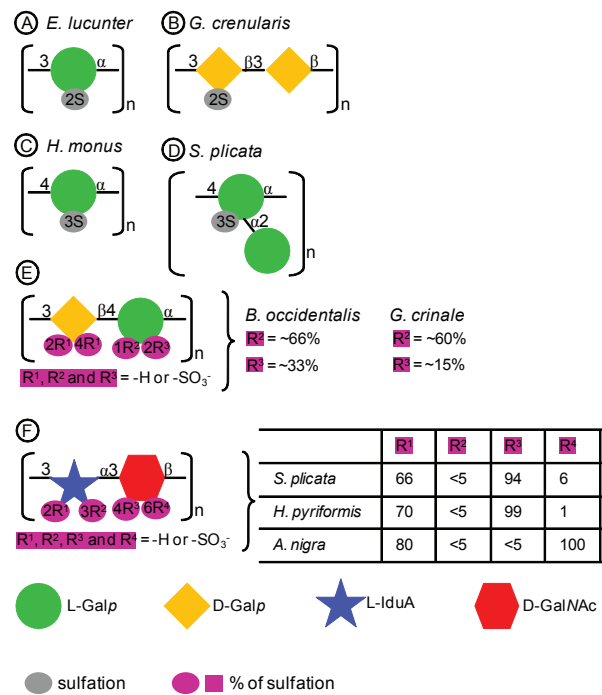 A E. lucunter
B G. crenularis
3 α 2S n
3 β3 β 2S n
C H. monus
D S. plicata
4 α 3S n
4 α 3S α2 n
E
3 β4 α 2R¹ 4R¹ 1R² 2R³ n
B. occidentalis G. crinale
R² = ~66% R² = ~60%
R³ = ~33% R³ = ~15%
R¹, R² and R³ = -H or -SO₃⁻
F
3 α3 β 2R¹ 3R² 4R³ 6R⁴ n
R¹, R², R³ and R⁴ = -H or -SO₃⁻
R¹ R² R³ R⁴
S. plicata 66 <5 94 6
H. pyriformis 70 <5 99 1
A. nigra 80 <5 <5 100
L-Galp D-Galp L-IduA D-GalNAc
sulfation % of sulfation